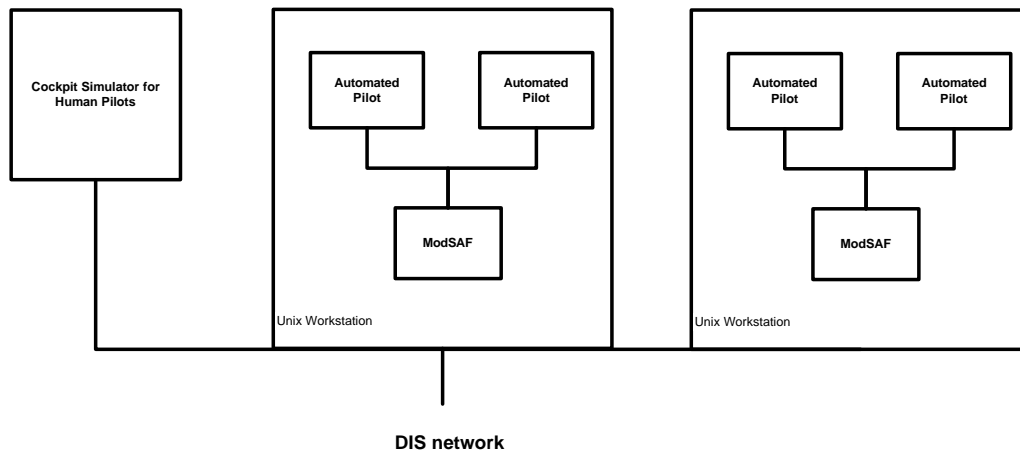 Cockpit Simulator for
Human Pilots
Automated
Pilot
Automated
Pilot
ModSAF
Unix Workstation
Automated
Pilot
Automated
Pilot
ModSAF
Unix Workstation
DIS network